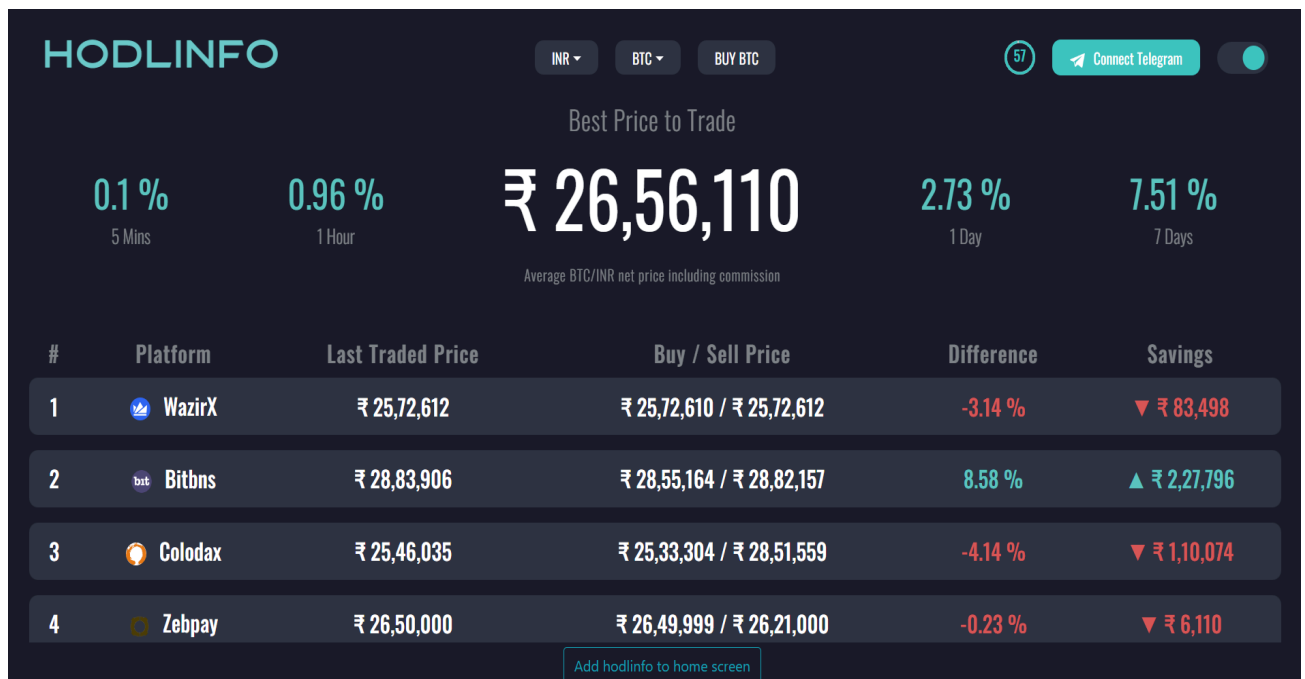 HODLINFO INR BTC BUY BTC 57 Connect Telegram
Best Price to Trade
0.1 % 0.96 % ₹ 26,56,110 2.73 % 7.51 %
5 Mins 1 Hour 1 Day 7 Days
Average BTC/INR net price including commission
# Platform Last Traded Price Buy / Sell Price Difference Savings
1 WazirX ₹ 25,72,612 ₹ 25,72,610 / ₹ 25,72,612 -3.14 % ▼ ₹ 83,498
2 bıt Bitbns ₹ 28,83,906 ₹ 28,55,164 / ₹ 28,82,157 8.58 % ▲ ₹ 2,27,796
3 Colodax ₹ 25,46,035 ₹ 25,33,304 / ₹ 28,51,559 -4.14 % ▼ ₹ 1,10,074
4 Zebpay ₹ 26,50,000 ₹ 26,49,999 / ₹ 26,21,000 -0.23 % ▼ ₹ 6,110
Add hodlinfo to home screen